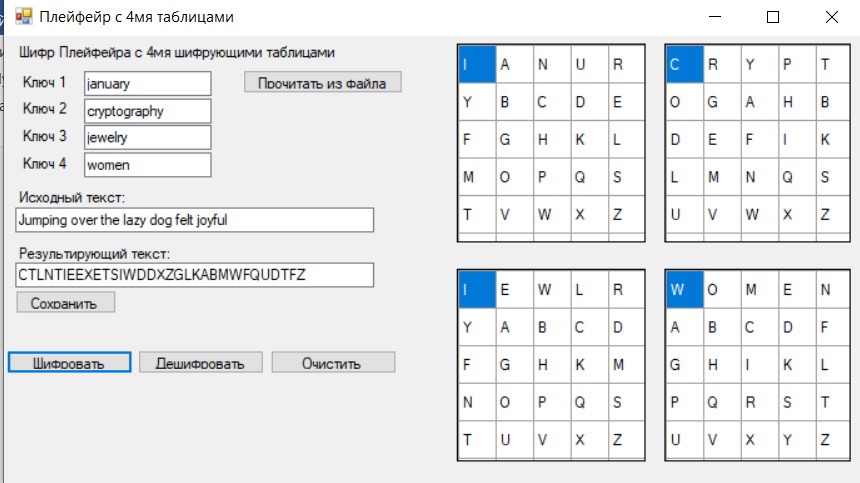 Плейфейр с 4мя таблицами
Шифр Плейфейра с 4мя шифрующими таблицами
Ключ 1 january Прочитать из файла
Ключ 2 cryptography
Ключ 3 jewelry
Ключ 4 women
Исходный текст:
Jumping over the lazy dog felt joyful
Результирующий текст:
CTLNTIEEXETSIWDDXZGLKABMWFQUDTFZ
Сохранить
Шифровать Дешифровать Очистить
I A N U R
Y B C D E
F G H K L
M O P Q S
T V W X Z
C R Y P T
O G A H B
D E F I K
L M N Q S
U V W X Z
I E W L R
Y A B C D
F G H K M
N O P Q S
T U V X Z
W O M E N
A B C D F
G H I K L
P Q R S T
U V X Y Z